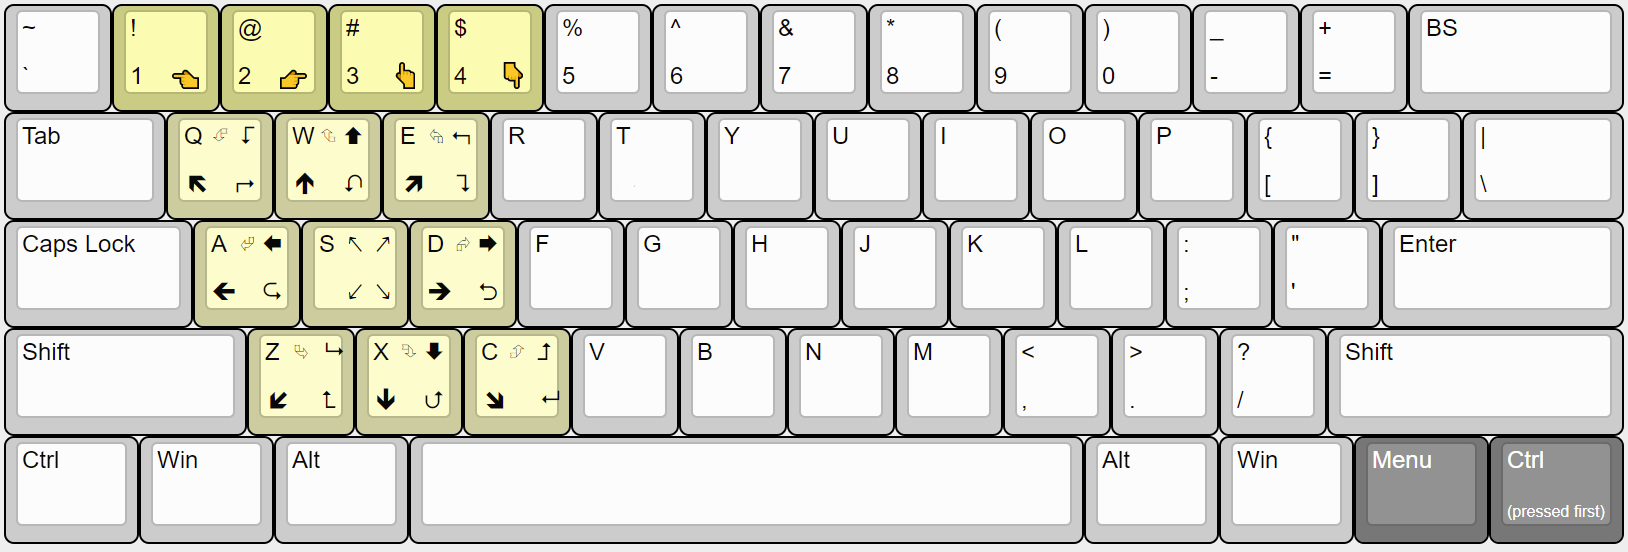 ~ ! @ # $ % ^ & * ( ) _ + BS
` 1 👈 2 👉 3 👆 4 👇 5 6 7 8 9 0 - =
Tab Q ↴ W ⬆ E ↰ R T Y U I O P { } |
🡼 ↱ 🡹 ↷ 🡽 ↴ [ ] \
Caps Lock A ⬅ S ↖ ↗ D ➡ F G H J K L : " Enter
🡸 ↪ ↙ ↘ 🡺 ⮌ ; '
Shift Z ↳ X ⬇ C ⮥ V B N M < > ? Shift
🡿 ⮤ 🡻 ⮍ 🡾 ↵ , . /
Ctrl Win Alt Alt Win Menu Ctrl
(pressed first)